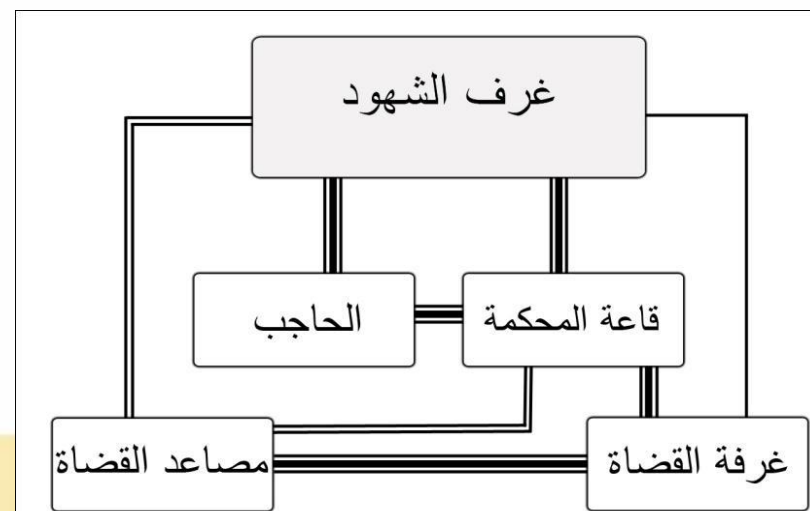 غرف الشهود
قاعة المحكمة
الحاجب
غرفة القضاة
مصاعد القضاة